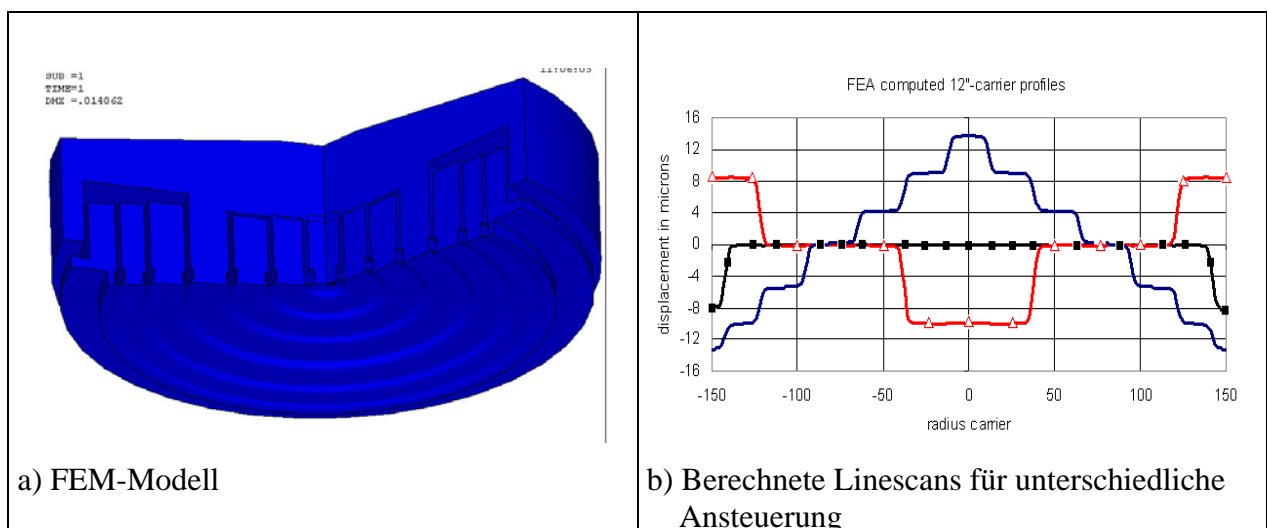 SUB =1
TIME=1
DMX =.014062
11:06:03
a) FEM-Modell
FEA computed 12"-carrier profiles
displacement in microns
16
12
8
4
0
-4
-8
-12
-16
-150
-100
-50
0
50
100
150
radius carrier
b) Berechnete Linescans für unterschiedliche
Ansteuerung